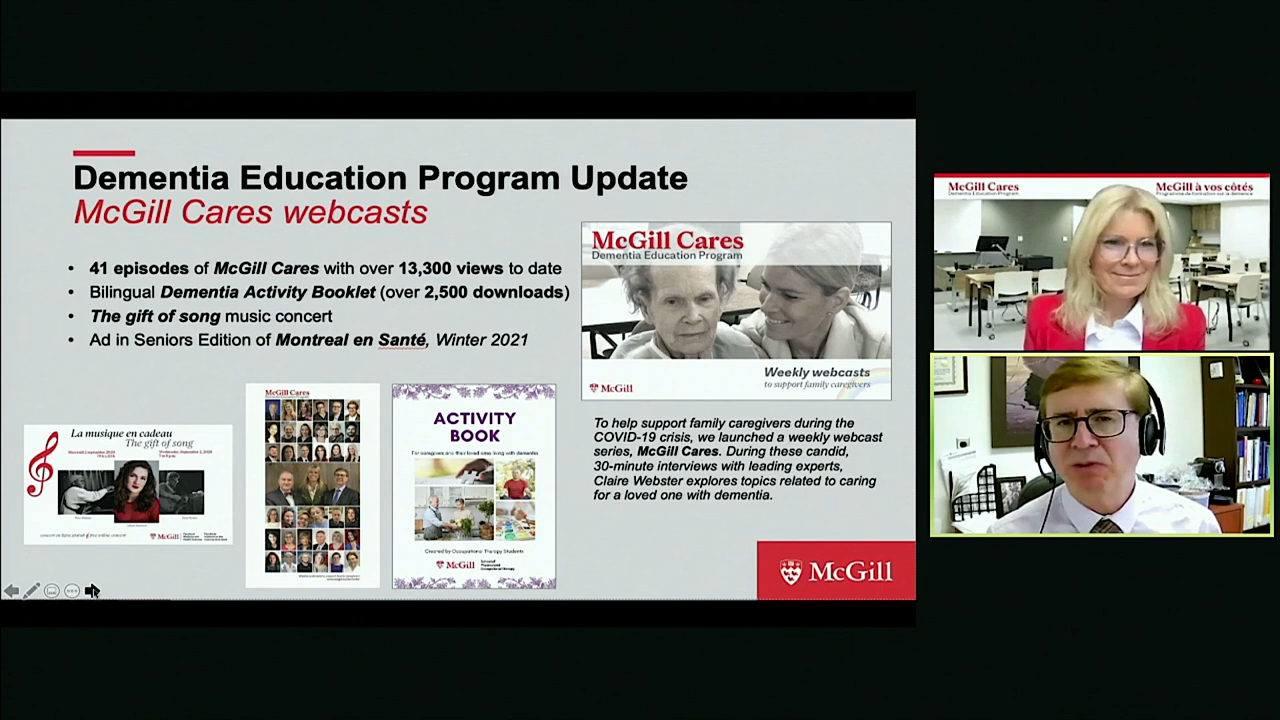 Dementia Education Program Update
McGill Cares webcasts
• 41 episodes of McGill Cares with over 13,300 views to date
• Bilingual Dementia Activity Booklet (over 2,500 downloads)
• The gift of song music concert
• Ad in Seniors Edition of Montreal en Santé, Winter 2021
McGill Cares
Dementia Education Program
Weekly webcasts
to support family caregivers
McGill
To help support family caregivers during the
COVID-19 crisis, we launched a weekly webcast
series, McGill Cares. During these candid,
30-minute interviews with leading experts,
Claire Webster explores topics related to caring
for a loved one with dementia.
La musique en cadeau
The gift of song
McGill
McGill Cares
ACTIVITY
BOOK
For caregivers and their loved ones living with dementia
Created by Occupational Therapy Students
McGill
McGill
McGill Cares
Dementia Education Program
McGill à vos côtés
Programme de formation sur la démence